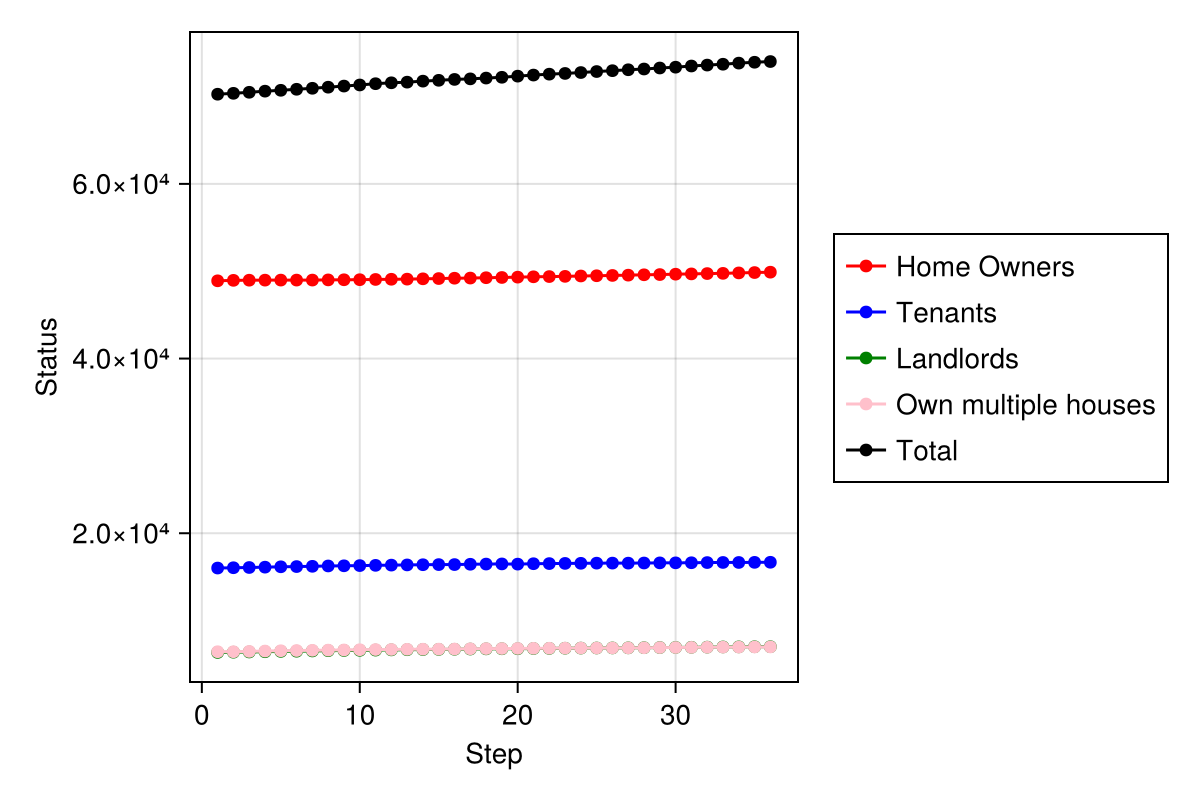 6.0×10⁴
4.0×10⁴
2.0×10⁴
Status
0 10 20 30
Step
Home Owners
Tenants
Landlords
Own multiple houses
Total